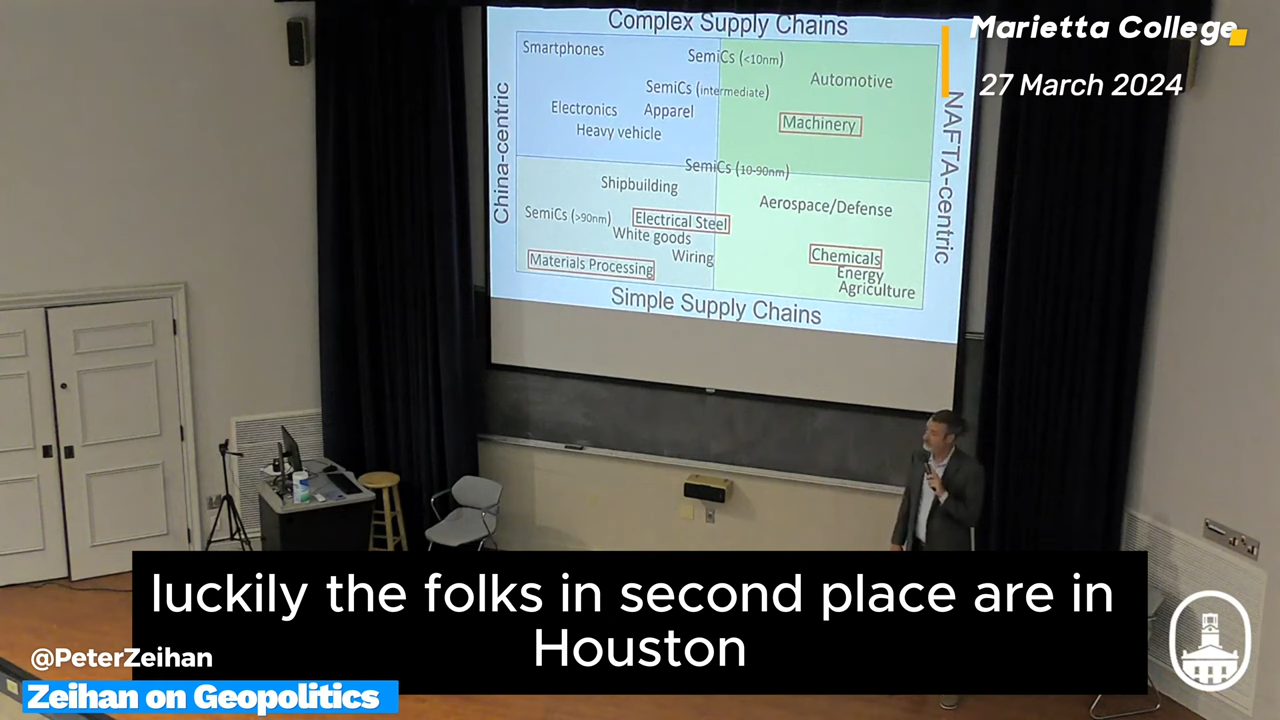 Complex Supply Chains
Marietta College
27 March 2024
Smartphones
SemiCs (<10nm)
Automotive
SemiCs (intermediate)
Electronics
Apparel
Machinery
Heavy vehicle
China-centric
NAFTA-centric
SemiCs (10-90nm)
Shipbuilding
Aerospace/Defense
SemiCs (>90nm)
Electrical Steel
White goods
Wiring
Chemicals
Materials Processing
Energy
Agriculture
Simple Supply Chains
luckily the folks in second place are in
Houston
@PeterZeihan
Zeihan on Geopolitics